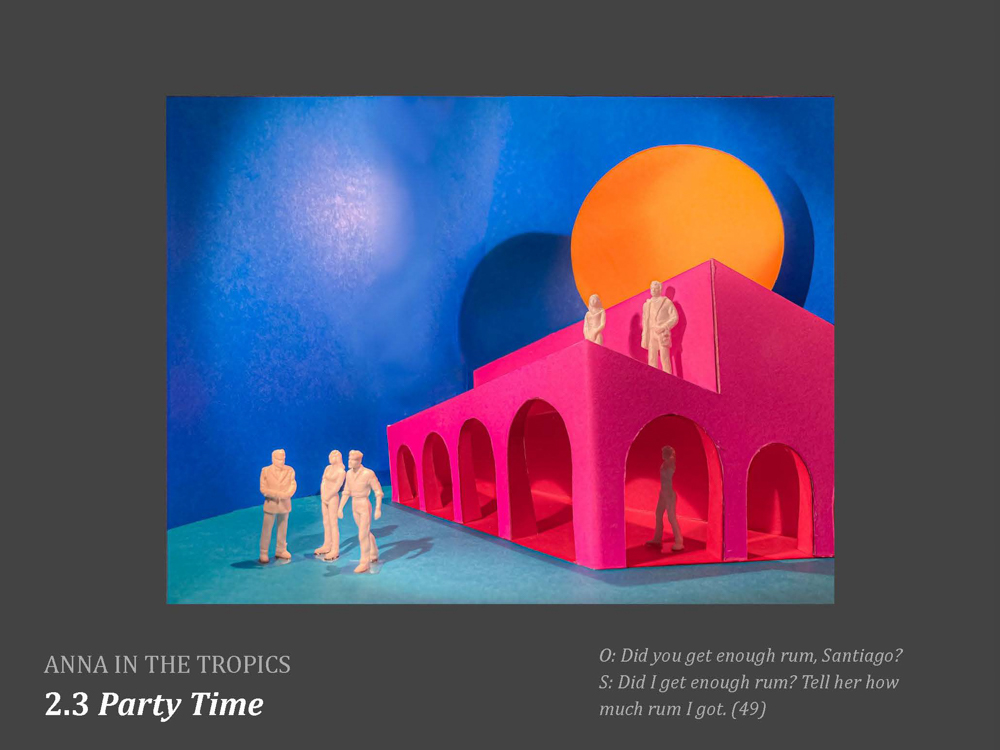 ANNA IN THE TROPICS
2.3 Party Time
O: Did you get enough rum, Santiago?
S: Did I get enough rum? Tell her how
much rum I got. (49)